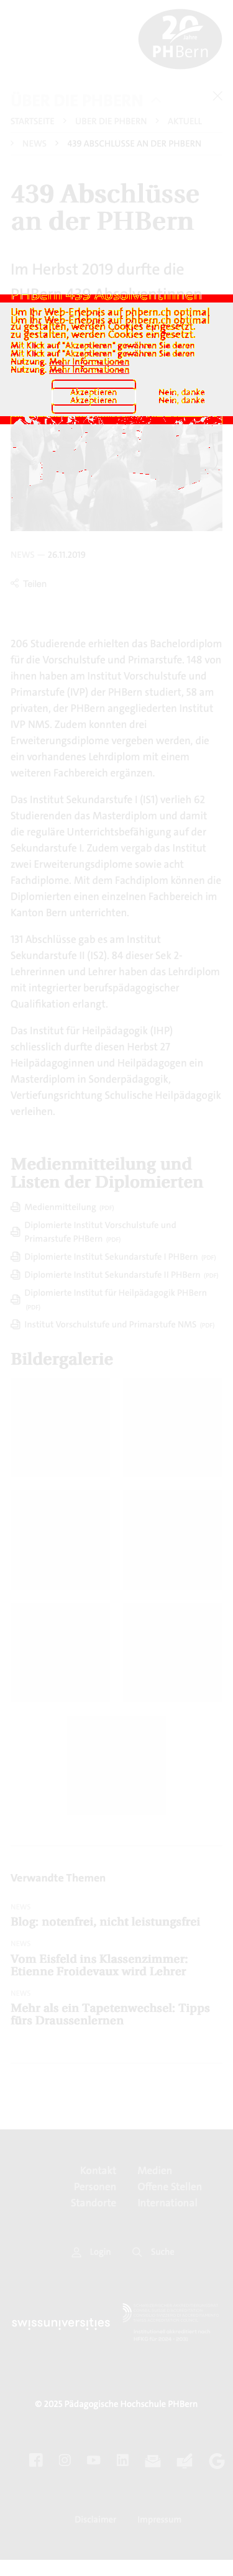 20 JAHRE
PHBern
ÜBER DIE PHBERN
STARTSEITE > ÜBER DIE PHBERN > AKTUELL
> NEWS > 439 ABSCHLÜSSE AN DER PHBERN
439 Abschlüsse
an der PHBern
Im Herbst 2019 durfte die
PHBern 439 Absolventinnen
Um Ihr Web-Erlebnis auf phbern.ch optimal
zu gestalten, werden Cookies eingesetzt.
Mit Klick auf "Akzeptieren" gewähren Sie deren
Nutzung. Mehr Informationen
Akzeptieren Nein, danke
NEWS — 26.11.2019
Teilen
206 Studierende erhielten das Bachelordiplom
für die Vorschulstufe und Primarstufe. 148 von
ihnen haben am Institut Vorschulstufe und
Primarstufe (IVP) der PHBern studiert, 58 am
privaten, der PHBern angegliederten Institut
IVP NMS. Zudem konnten drei
Erweiterungsdiplome vergeben werden, die
ein vorhandenes Lehrdiplom mit einem
weiteren Fachbereich ergänzen.
Das Institut Sekundarstufe I (IS1) verlieh 62
Studierenden das Masterdiplom und damit
die reguläre Unterrichtsbefähigung auf der
Sekundarstufe I. Zudem vergab das Institut
zwei Erweiterungsdiplome sowie acht
Fachdiplome. Mit dem Fachdiplom können die
Diplomierten einen einzelnen Fachbereich im
Kanton Bern unterrichten.
131 Abschlüsse gab es am Institut
Sekundarstufe II (IS2). 84 dieser Sek 2-
Lehrerinnen und Lehrer haben das Lehrdiplom
mit integrierter berufspädagogischer
Qualifikation erlangt.
Das Institut für Heilpädagogik (IHP)
schliesslich durfte diesen Herbst 27
Heilpädagoginnen und Heilpädagogen ein
Masterdiplom in Sonderpädagogik,
Vertiefungsrichtung Schulische Heilpädagogik
verleihen.
Medienmitteilung und
Listen der Diplomierten
Medienmitteilung (PDF)
Diplomierte Institut Vorschulstufe und
Primarstufe PHBern (PDF)
Diplomierte Institut Sekundarstufe I PHBern (PDF)
Diplomierte Institut Sekundarstufe II PHBern (PDF)
Diplomierte Institut für Heilpädagogik PHBern
(PDF)
Institut Vorschulstufe und Primarstufe NMS (PDF)
Bildergalerie
Verwandte Themen
NEWS
Blog: notenfrei, nicht leistungsfrei
NEWS
Vom Eisfeld ins Klassenzimmer:
Etienne Froidevaux wird Lehrer
NEWS
Mehr als ein Tapetenwechsel: Tipps
fürs Draussenlernen
Kontakt Medien
Personen Offene Stellen
Standorte International
Login Suche
swissuniversities
© 2025 Pädagogische Hochschule PHBern
Disclaimer Impressum